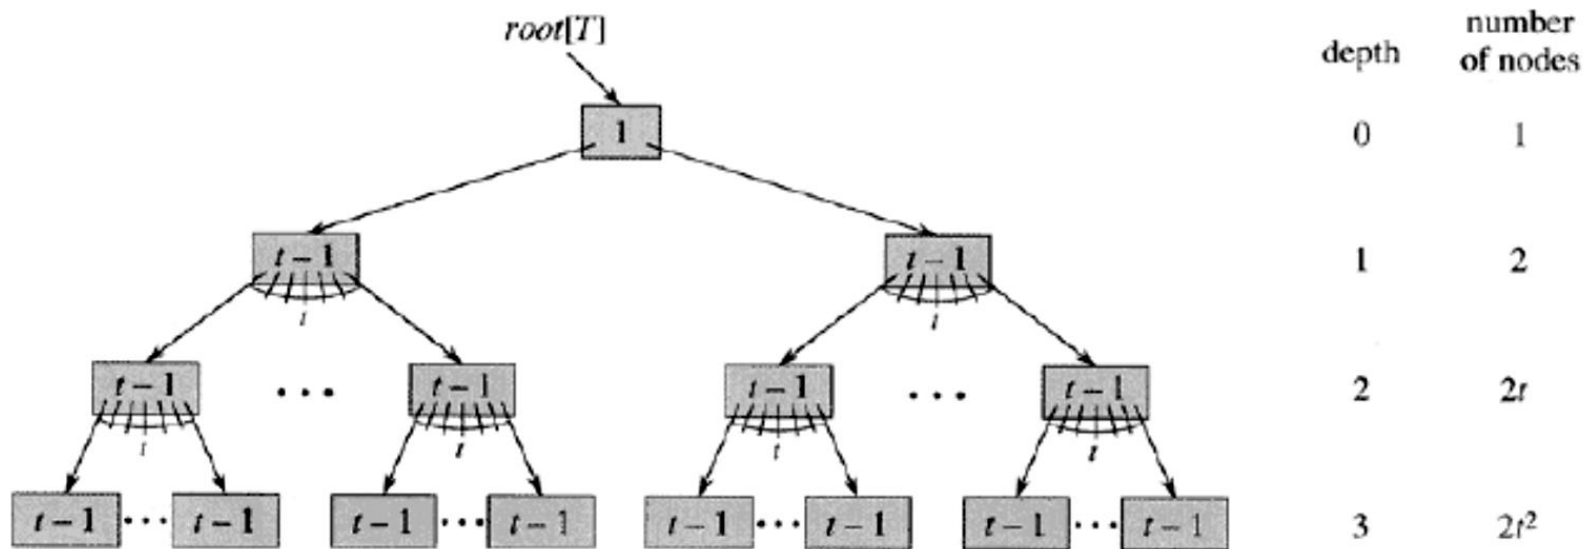 root[T]
depth number of nodes
1 0 1
t – 1 t – 1 1 2
t t
t – 1 ... t – 1 t – 1 ... t – 1 2 2t
t t t t
t – 1 ... t – 1 t – 1 ... t – 1 t – 1 ... t – 1 t – 1 ... t – 1 3 2t²